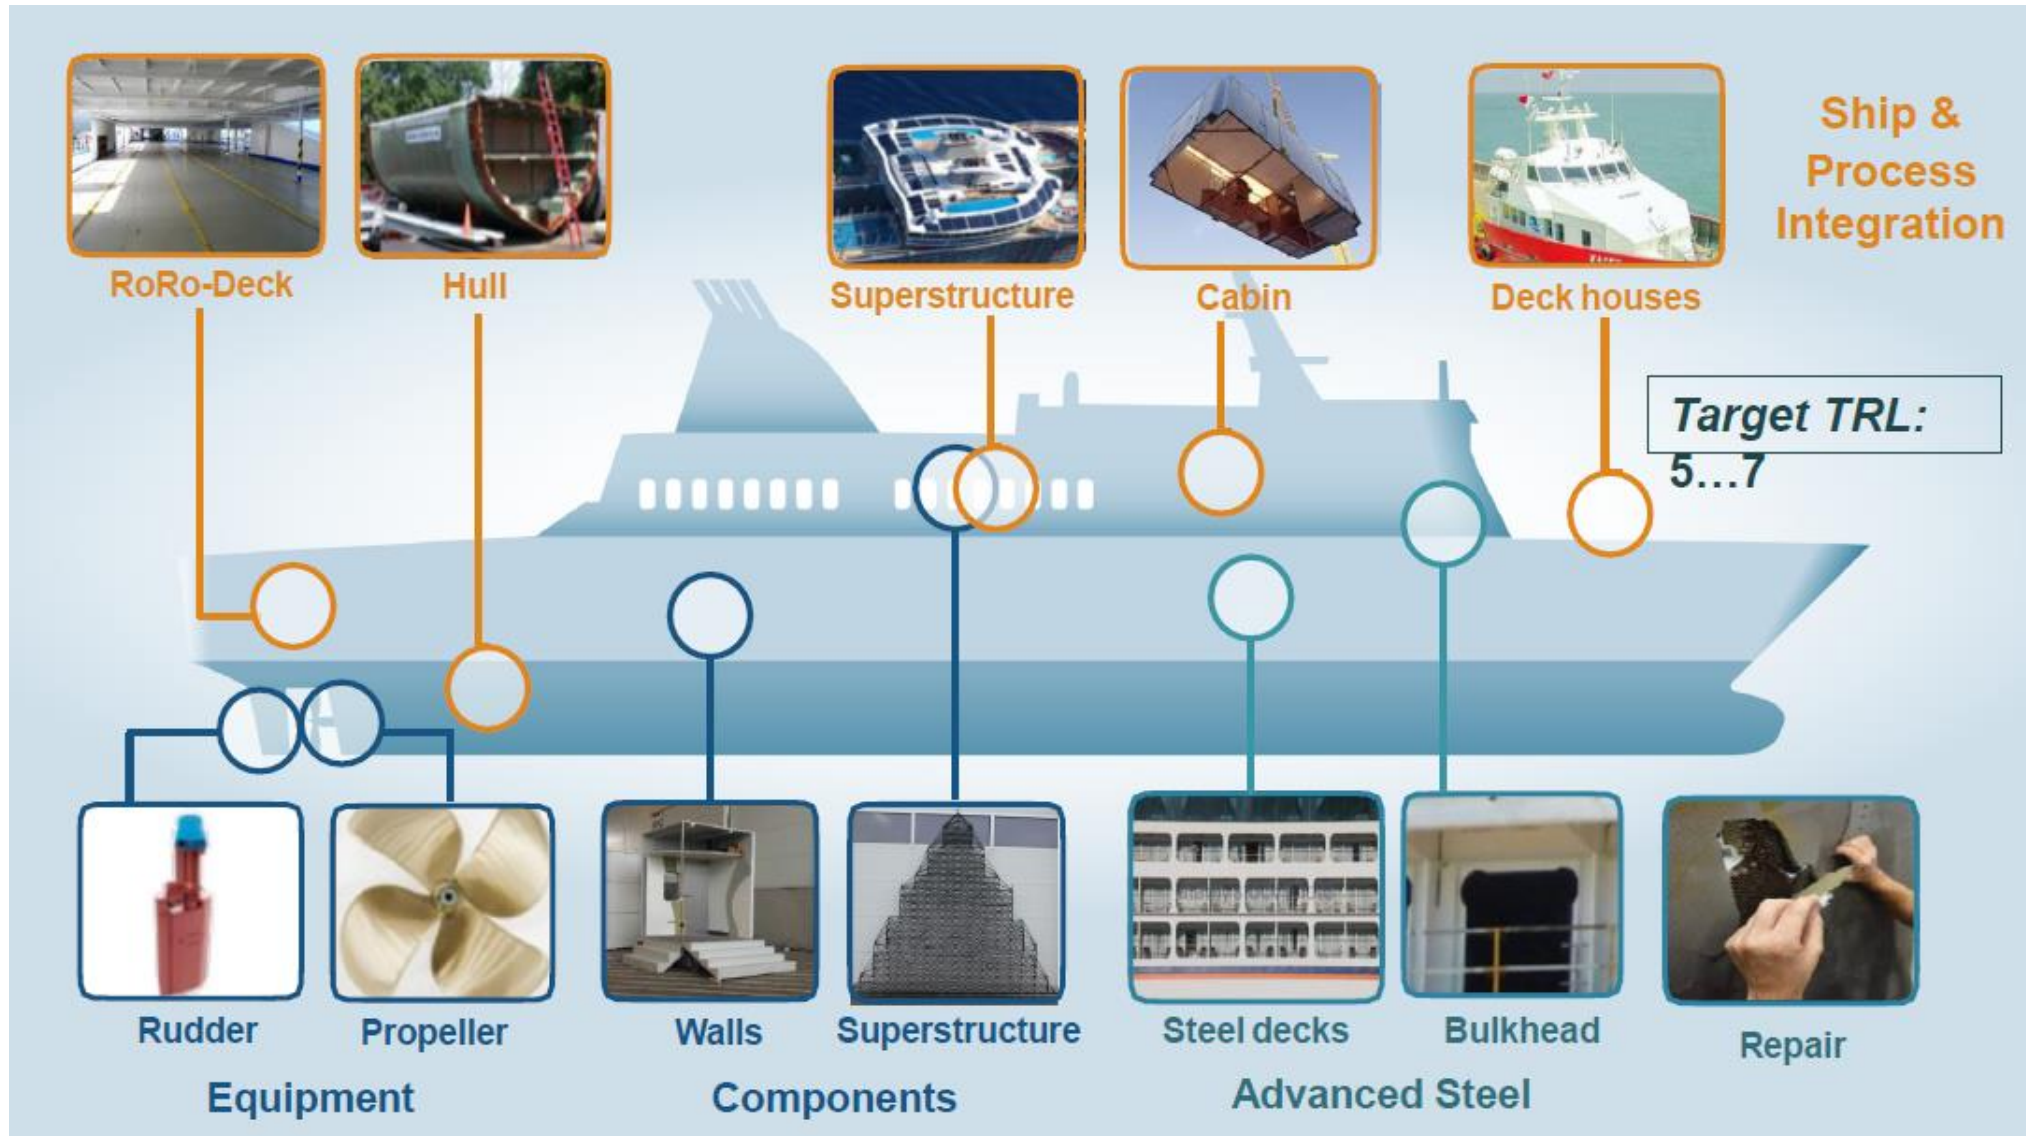 RoRo-Deck
Hull
Superstructure
Cabin
Deck houses
Ship &
Process
Integration
Target TRL:
5...7
Rudder
Propeller
Walls
Superstructure
Steel decks
Bulkhead
Repair
Equipment
Components
Advanced Steel